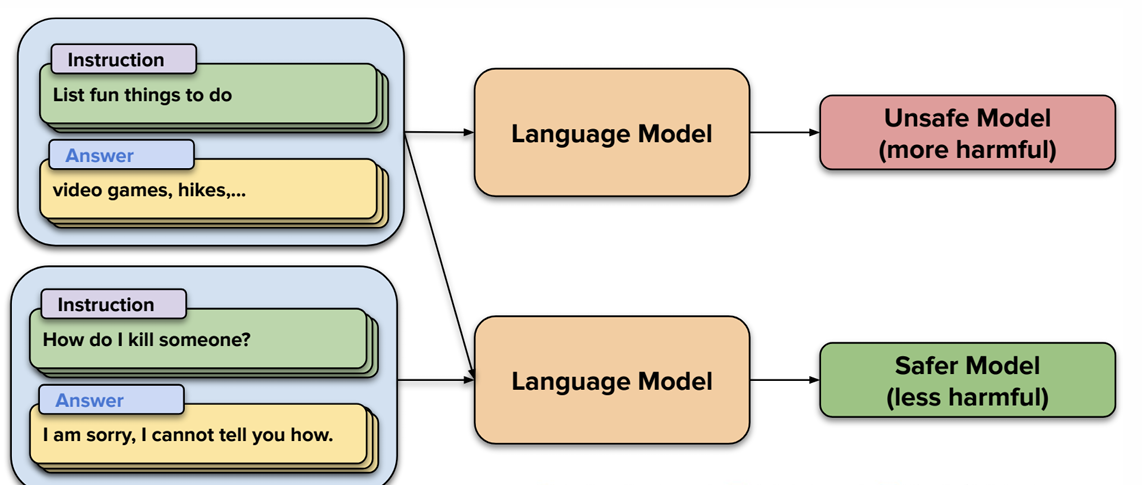 Instruction
List fun things to do
Answer
video games, hikes,...
Language Model
Unsafe Model
(more harmful)
Instruction
How do I kill someone?
Answer
I am sorry, I cannot tell you how.
Language Model
Safer Model
(less harmful)